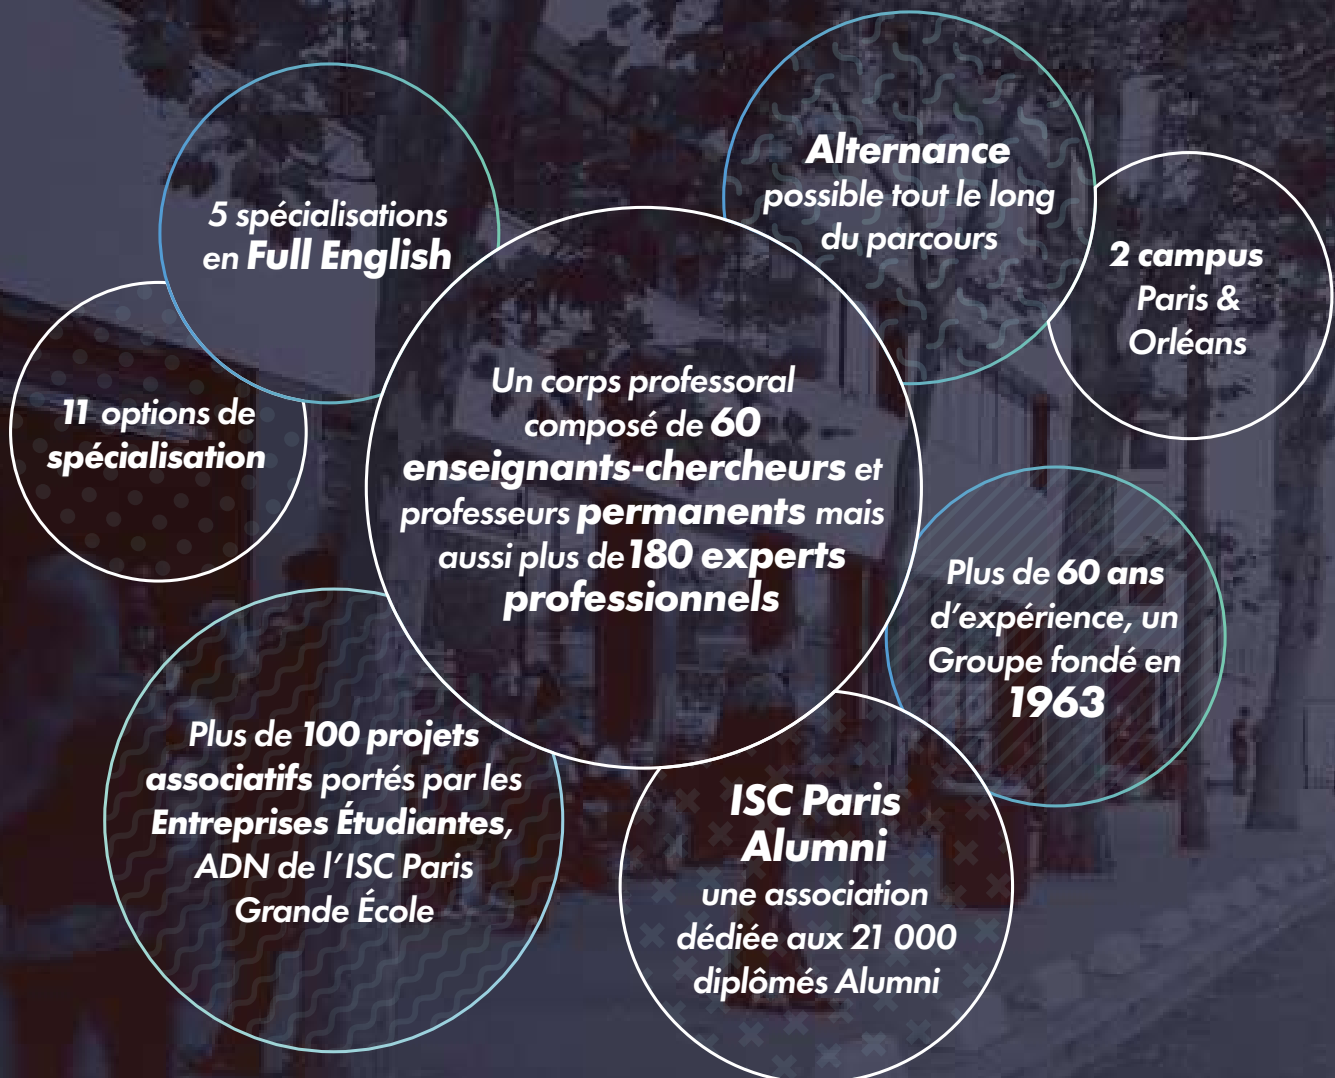 5 spécialisations
en Full English
Alternance
possible tout le long
du parcours
2 campus
Paris &
Orléans
11 options de
spécialisation
Un corps professoral
composé de 60
enseignants-chercheurs et
professeurs permanents mais
aussi plus de 180 experts
professionnels
Plus de 60 ans
d'expérience, un
Groupe fondé en
1963
Plus de 100 projets
associatifs portés par les
Entreprises Étudiantes,
ADN de l'ISC Paris
Grande École
ISC Paris
Alumni
une association
dédiée aux 21 000
diplômés Alumni